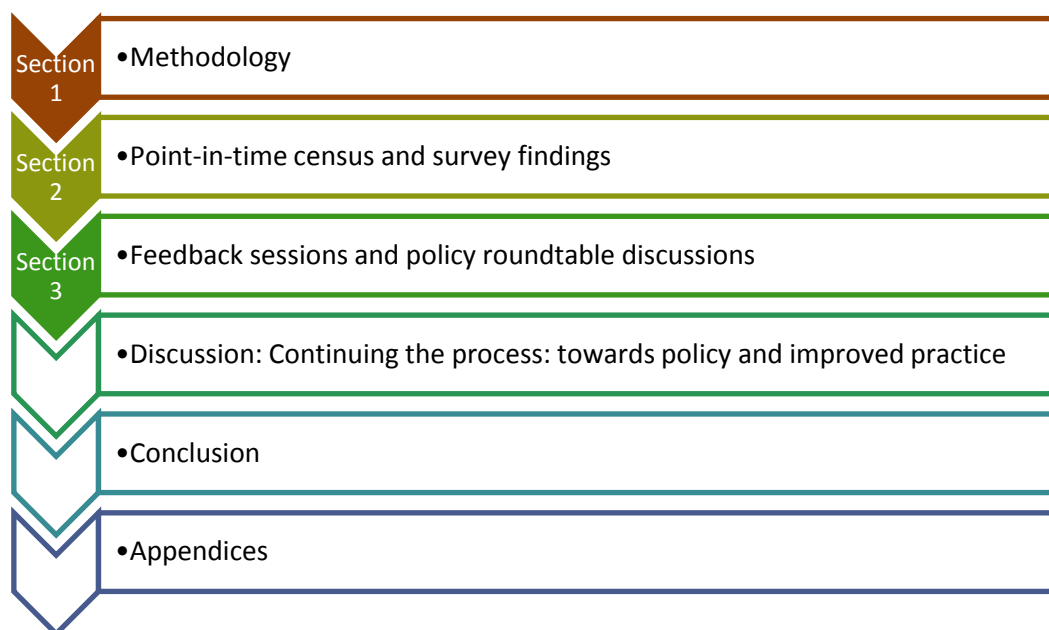 Section
1
•Methodology
Section
2
•Point-in-time census and survey findings
Section
3
•Feedback sessions and policy roundtable discussions
•Discussion: Continuing the process: towards policy and improved practice
•Conclusion
•Appendices